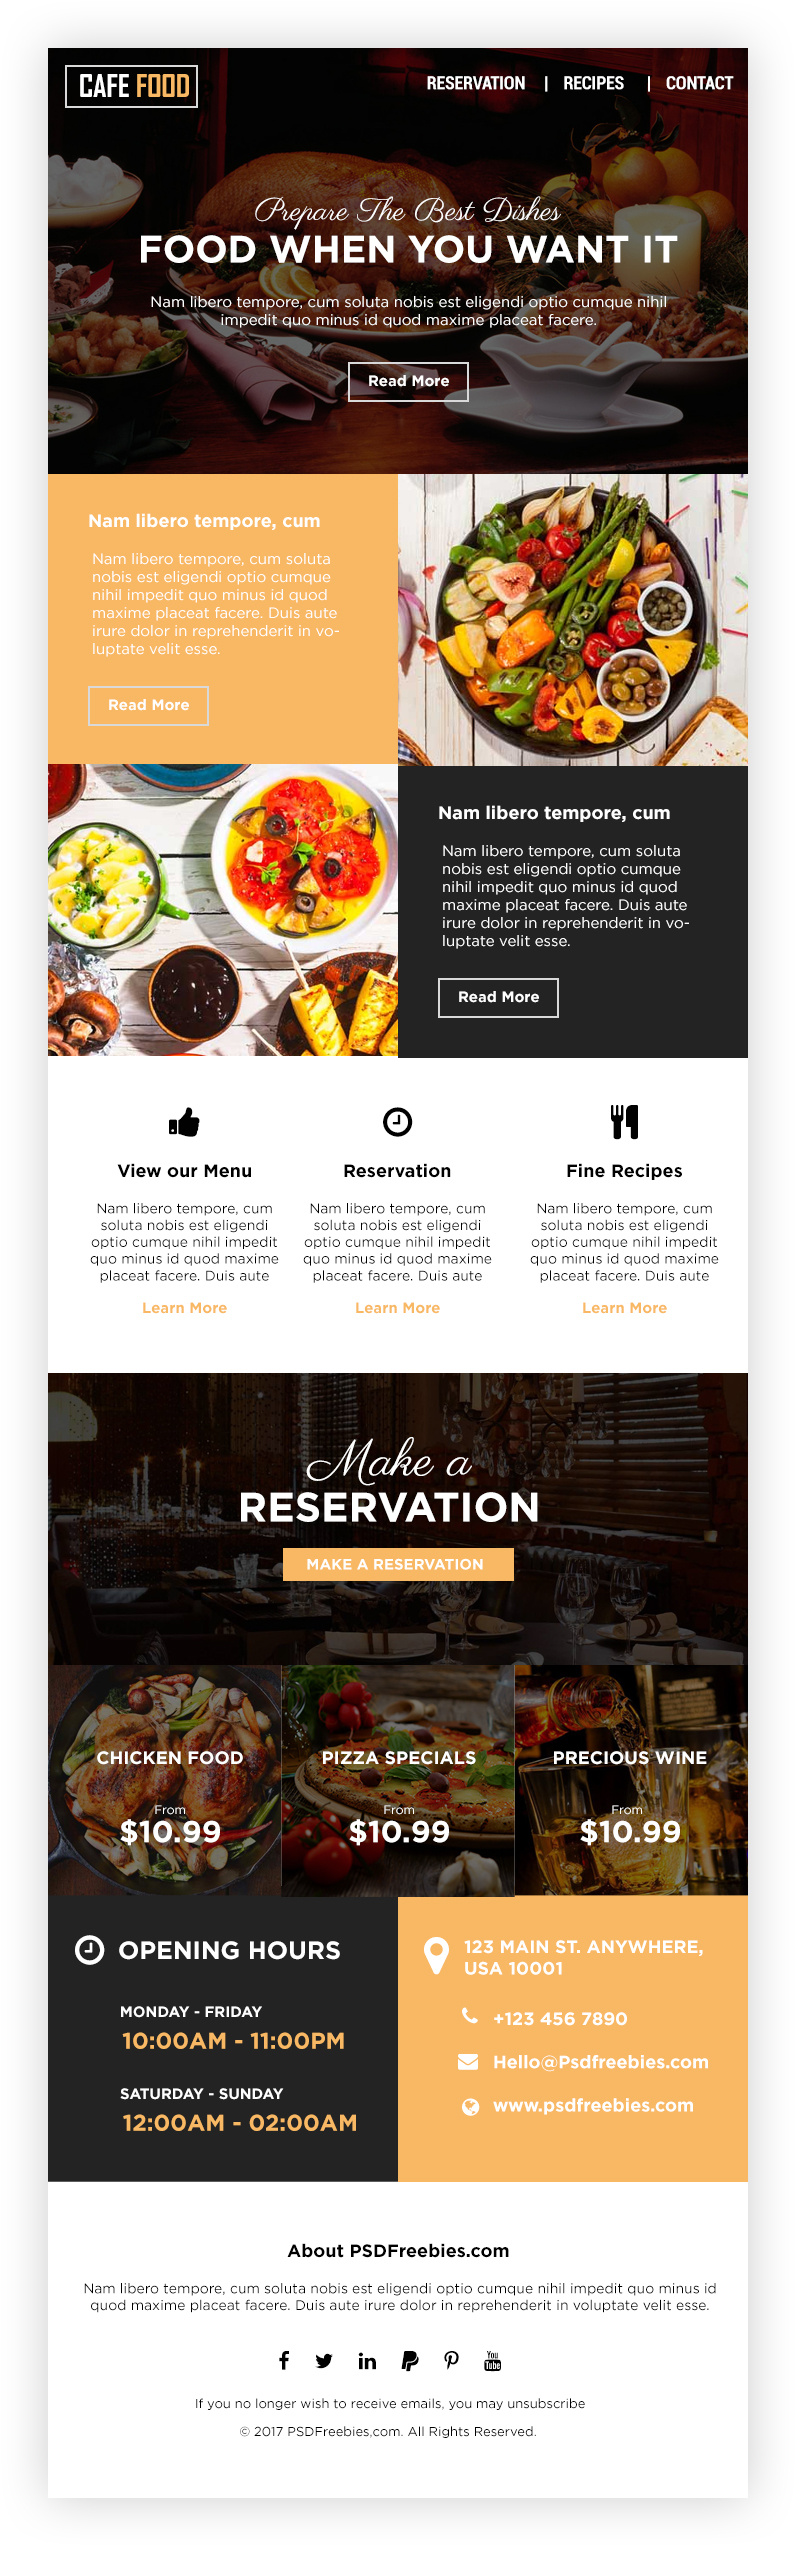 CAFE FOOD
RESERVATION | RECIPES | CONTACT
Prepare The Best Dishes
FOOD WHEN YOU WANT IT
Nam libero tempore, cum soluta nobis est eligendi optio cumque nihil
impedit quo minus id quod maxime placeat facere.
Read More
Nam libero tempore, cum
Nam libero tempore, cum soluta
nobis est eligendi optio cumque
nihil impedit quo minus id quod
maxime placeat facere. Duis aute
irure dolor in reprehenderit in vo-
luptate velit esse.
Read More
Nam libero tempore, cum
Nam libero tempore, cum soluta
nobis est eligendi optio cumque
nihil impedit quo minus id quod
maxime placeat facere. Duis aute
irure dolor in reprehenderit in vo-
luptate velit esse.
Read More
View our Menu
Nam libero tempore, cum
soluta nobis est eligendi
optio cumque nihil impedit
quo minus id quod maxime
placeat facere. Duis aute
Learn More
Reservation
Nam libero tempore, cum
soluta nobis est eligendi
optio cumque nihil impedit
quo minus id quod maxime
placeat facere. Duis aute
Learn More
Fine Recipes
Nam libero tempore, cum
soluta nobis est eligendi
optio cumque nihil impedit
quo minus id quod maxime
placeat facere. Duis aute
Learn More
Make a
RESERVATION
MAKE A RESERVATION
CHICKEN FOOD
From
$10.99
PIZZA SPECIALS
From
$10.99
PRECIOUS WINE
From
$10.99
OPENING HOURS
MONDAY - FRIDAY
10:00AM - 11:00PM
SATURDAY - SUNDAY
12:00AM - 02:00AM
123 MAIN ST. ANYWHERE,
USA 10001
+123 456 7890
Hello@Psdfreebies.com
www.psdfreebies.com
About PSDFreebies.com
Nam libero tempore, cum soluta nobis est eligendi optio cumque nihil impedit quo minus id
quod maxime placeat facere. Duis aute irure dolor in reprehenderit in voluptate velit esse.
You
Tube
If you no longer wish to receive emails, you may unsubscribe
© 2017 PSDFreebies,com. All Rights Reserved.